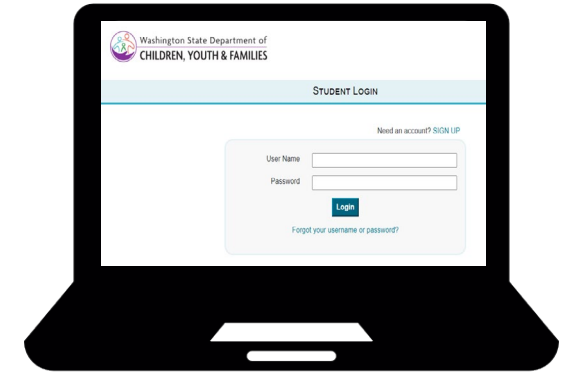 Washington State Department of
CHILDREN, YOUTH & FAMILIES
STUDENT LOGIN
Need an account? SIGN UP
User Name
Password
Login
Forgot your username or password?